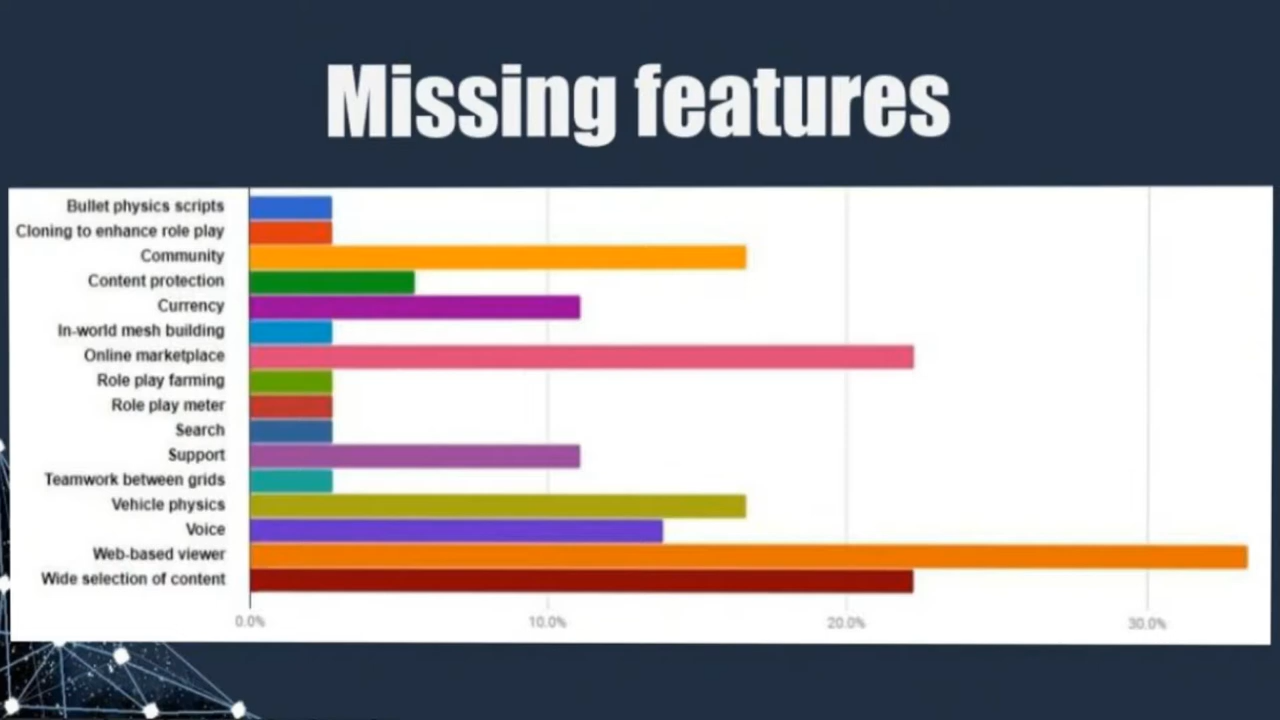 Missing features
Bullet physics scripts
Cloning to enhance role play
Community
Content protection
Currency
In-world mesh building
Online marketplace
Role play farming
Role play meter
Search
Support
Teamwork between grids
Vehicle physics
Voice
Web-based viewer
Wide selection of content
0.0% 10.0% 20.0% 30.0%